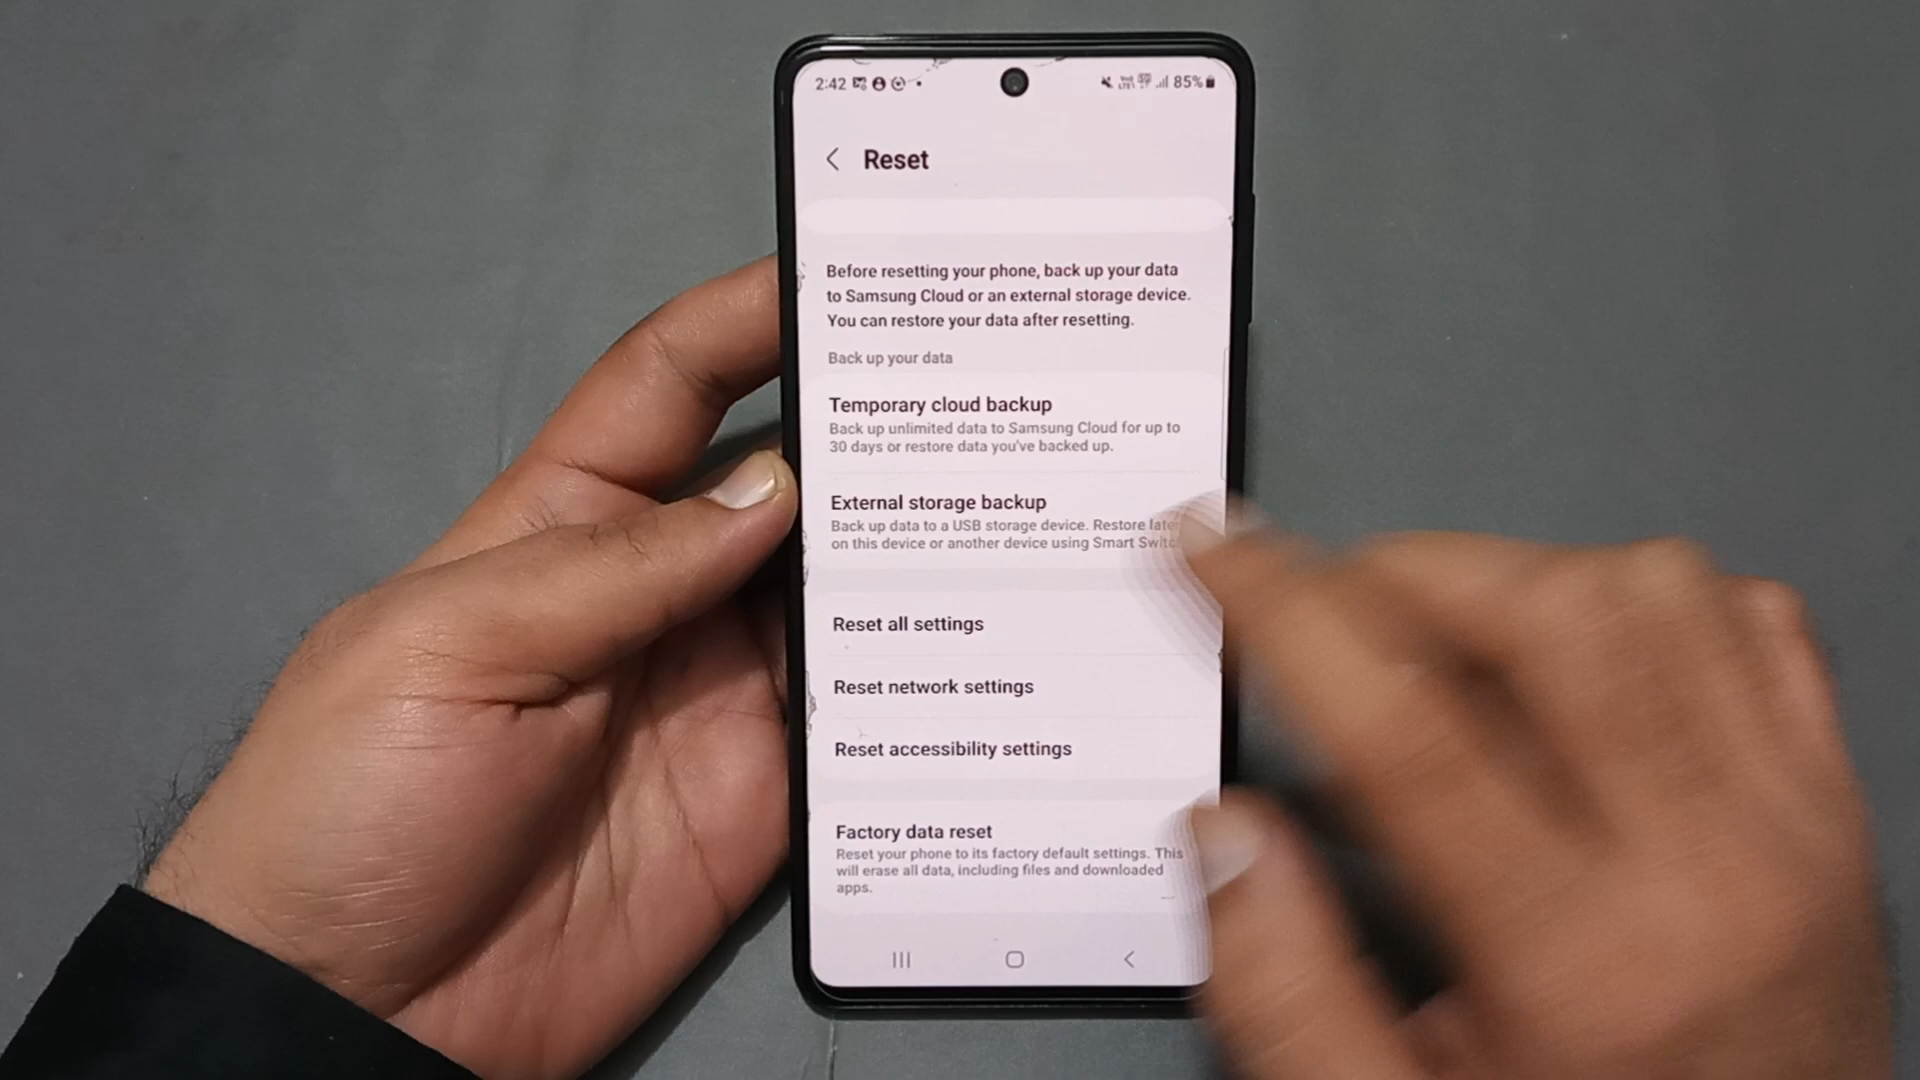 2:42 85%
Reset
Before resetting your phone, back up your data
to Samsung Cloud or an external storage device.
You can restore your data after resetting.
Back up your data
Temporary cloud backup
Back up unlimited data to Samsung Cloud for up to
30 days or restore data you've backed up.
External storage backup
Back up data to a USB storage device. Restore
on this device or another device using Smart
Reset all settings
Reset network settings
Reset accessibility settings
Factory data reset
Reset your phone to its factory default settings. This
will erase all data, including files and downloaded
apps.